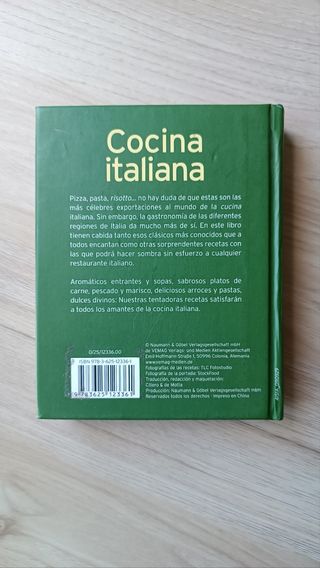 Cocina
italiana
Pizza, pasta, risotto... no hay duda de que estas son las
más célebres exportaciones al mundo de la cucina
italiana. Sin embargo, la gastronomía de las diferentes
regiones de Italia da mucho más de sí. En este libro
tienen cabida tanto esos clásicos más conocidos que a
todos encantan como otras sorprendentes recetas con
las que podrá hacer sombra sin esfuerzo a cualquier
restaurante italiano.
Aromáticos entrantes y sopas, sabrosos platos de
carne, pescado y marisco, deliciosos arroces y pastas,
dulces divinos: Nuestras tentadoras recetas satisfarán
a todos los amantes de la cocina italiana.
0/25/12336.00
ISBN 978-3-625-12336-1
9 783625 123361
© Naumann & Göbel Verlagsgesellschaft mbH
de VEMAG Verlags- und Medien Aktiengesellschaft
Emil-Hoffmann-Straße 1, 50996 Colonia, Alemania
www.vemag-medien.de
Fotografías de las recetas: TLC Fotostudio
Fotografía de la portada: StockFood
Traducción, redacción y maquetación:
Cillero & de Motta
Producción: Naumann & Göbel Verlagsgesellschaft mbH
Reservados todos los derechos · Impreso en China